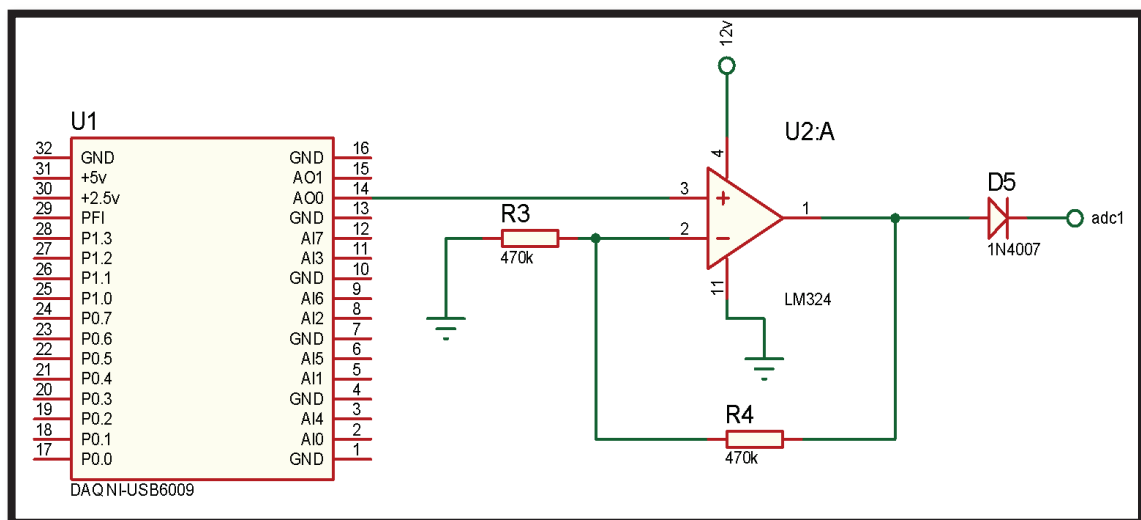 12v
U1
32 GND GND 16
31 +5v AO1 15
30 +2.5v AO0 14
29 PFI GND 13
28 P1.3 AI7 12
27 P1.2 AI3 11
26 P1.1 GND 10
25 P1.0 AI6 9
24 P0.7 AI2 8
23 P0.6 GND 7
22 P0.5 AI5 6
21 P0.4 AI1 5
20 P0.3 GND 4
19 P0.2 AI4 3
18 P0.1 AI0 2
17 P0.0 GND 1
DAQ NI-USB6009
U2:A
4
3 +
2 −
1
11
LM324
R3
470k
D5
1N4007
adc1
R4
470k